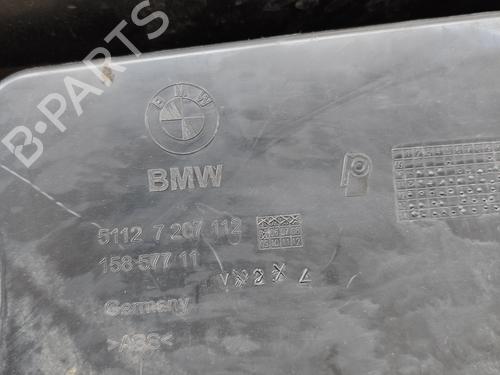 B-PARTS
BMW
BMW
5112 7 207 112
158 577 11
Germany
>ABS<